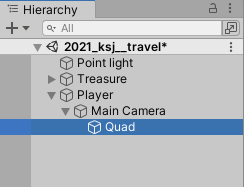 Hierarchy
All
2021_ksj__travel*
Point light
Treasure
Player
Main Camera
Quad